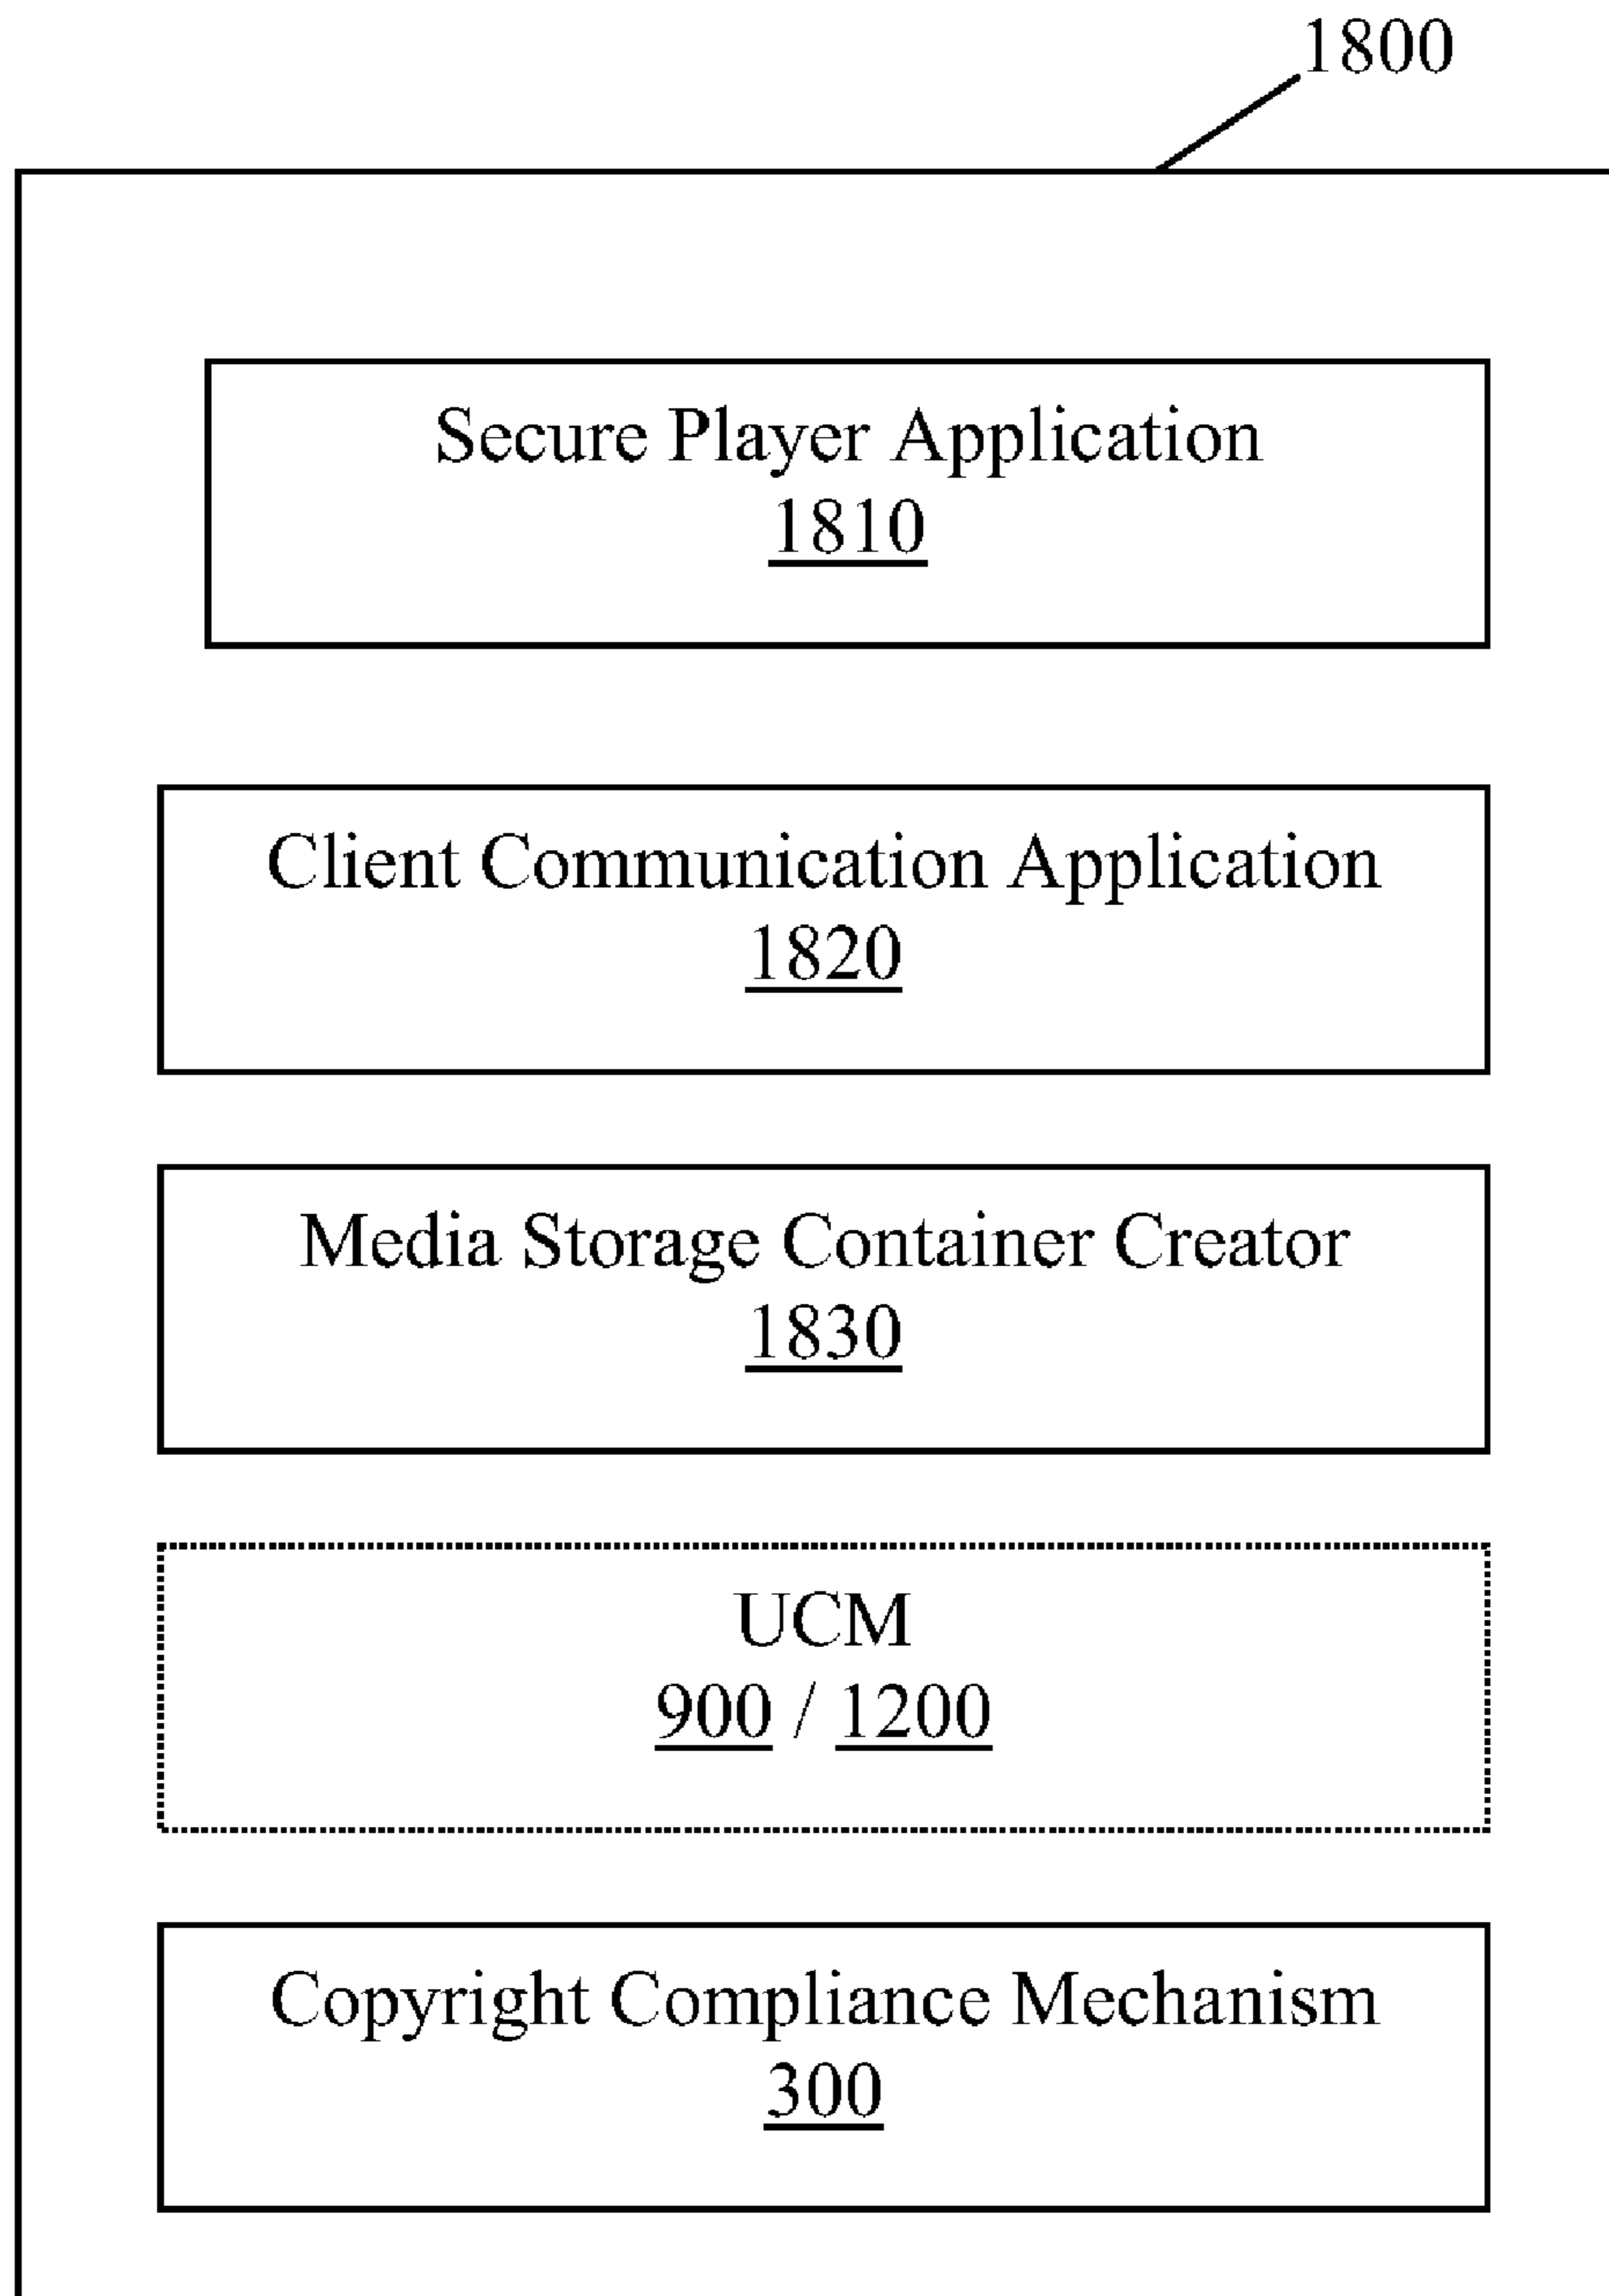 1800
Secure Player Application
1810
Client Communication Application
1820
Media Storage Container Creator
1830
UCM
900 / 1200
Copyright Compliance Mechanism
300